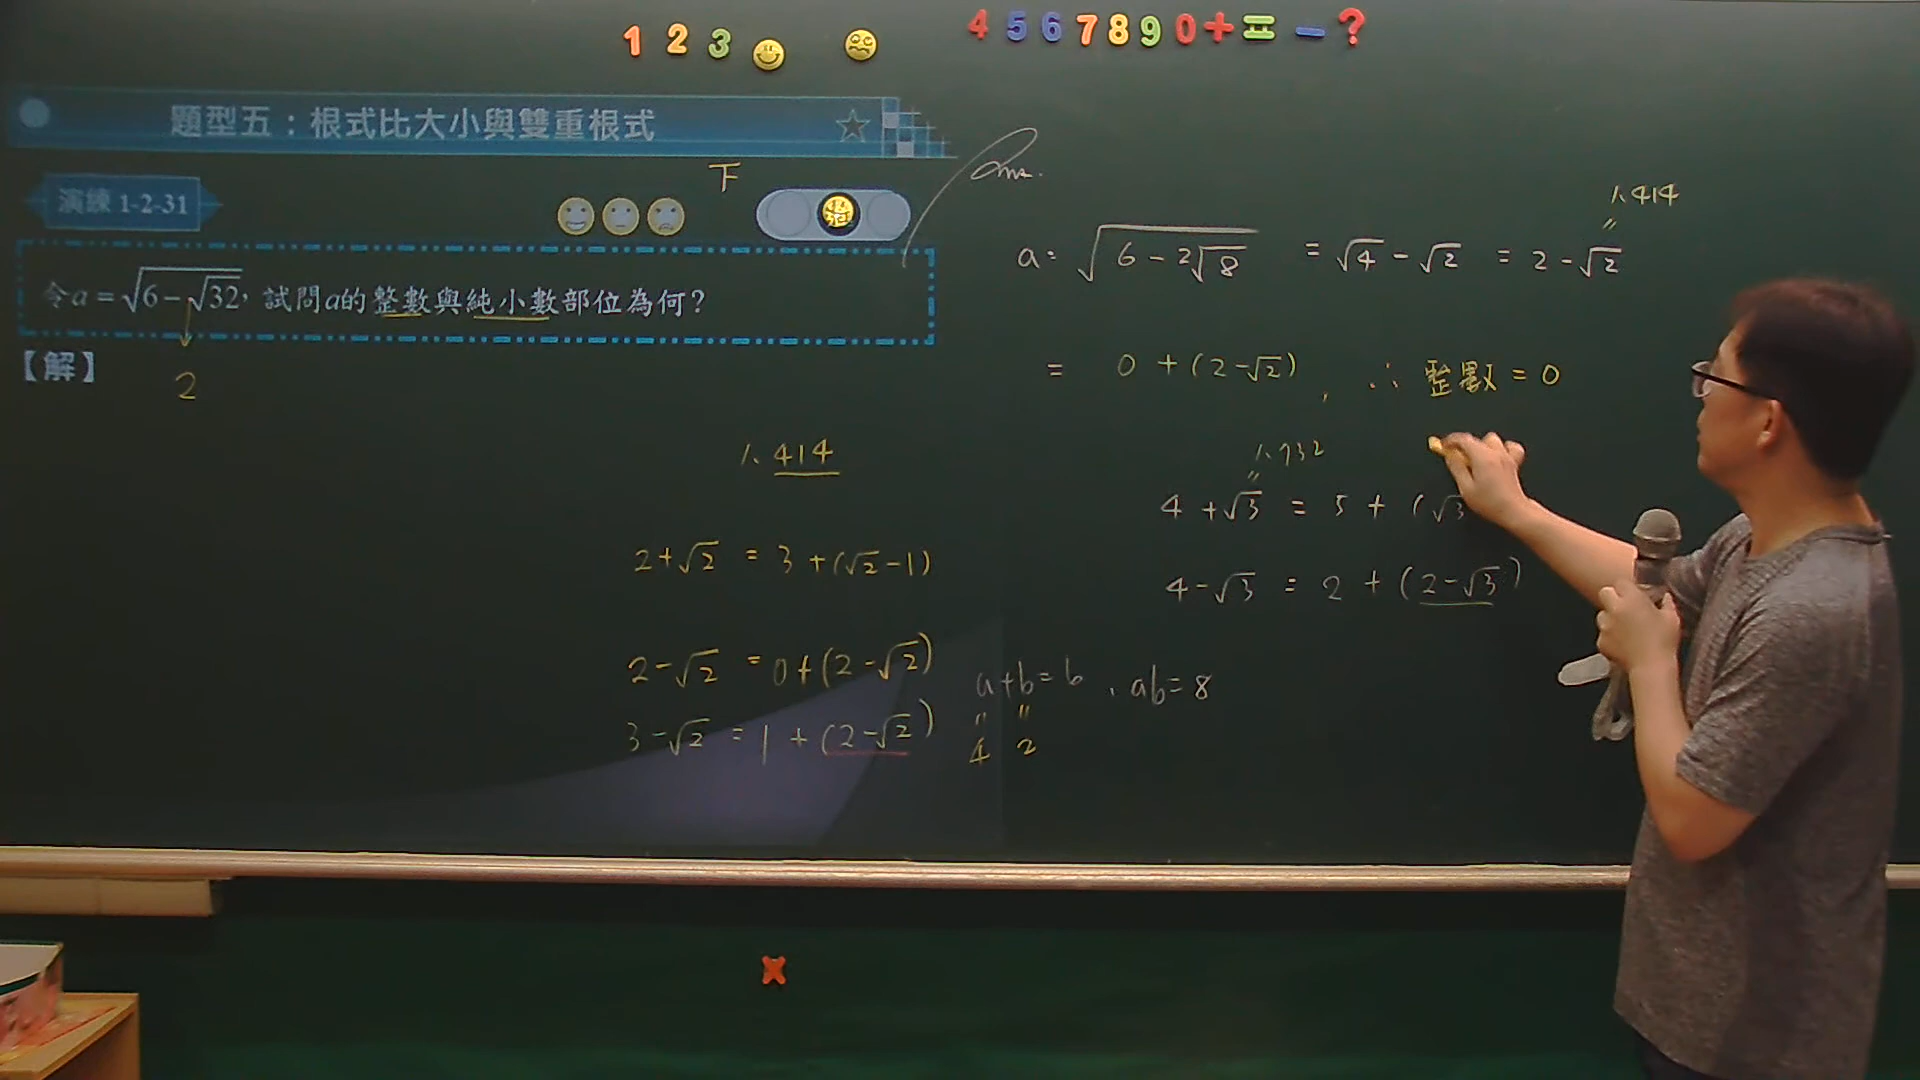 1 2 3 4 5 6 7 8 9 0 + = - ?
題型五：根式比大小與雙重根式
下
演練 1-2-31
令a=√(6-√32)，試問a的整數與純小數部位為何？
【解】
2
1.414
2+√2 = 3+(√2-1)
2-√2 = 0+(2-√2)
3-√2 = 1+(2-√2)
Ans.
1.414
"
a = √(6-2√8) = √4-√2 = 2-√2
= 0+(2-√2), ∴ 整數=0
1.732
"
4+√3 = 5+(√3
4-√3 = 2+(2-√3)
a+b=6, ab=8
" "
4 2
x